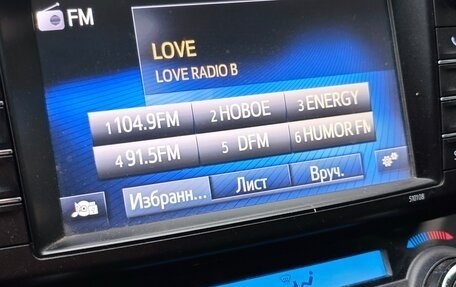 FM
LOVE
LOVE RADIO B
1 104.9FM 2 НОВОЕ 3 ENERGY
4 91.5FM 5 DFM 6 HUMOR FM
Избранн... Лист Вруч.
510108